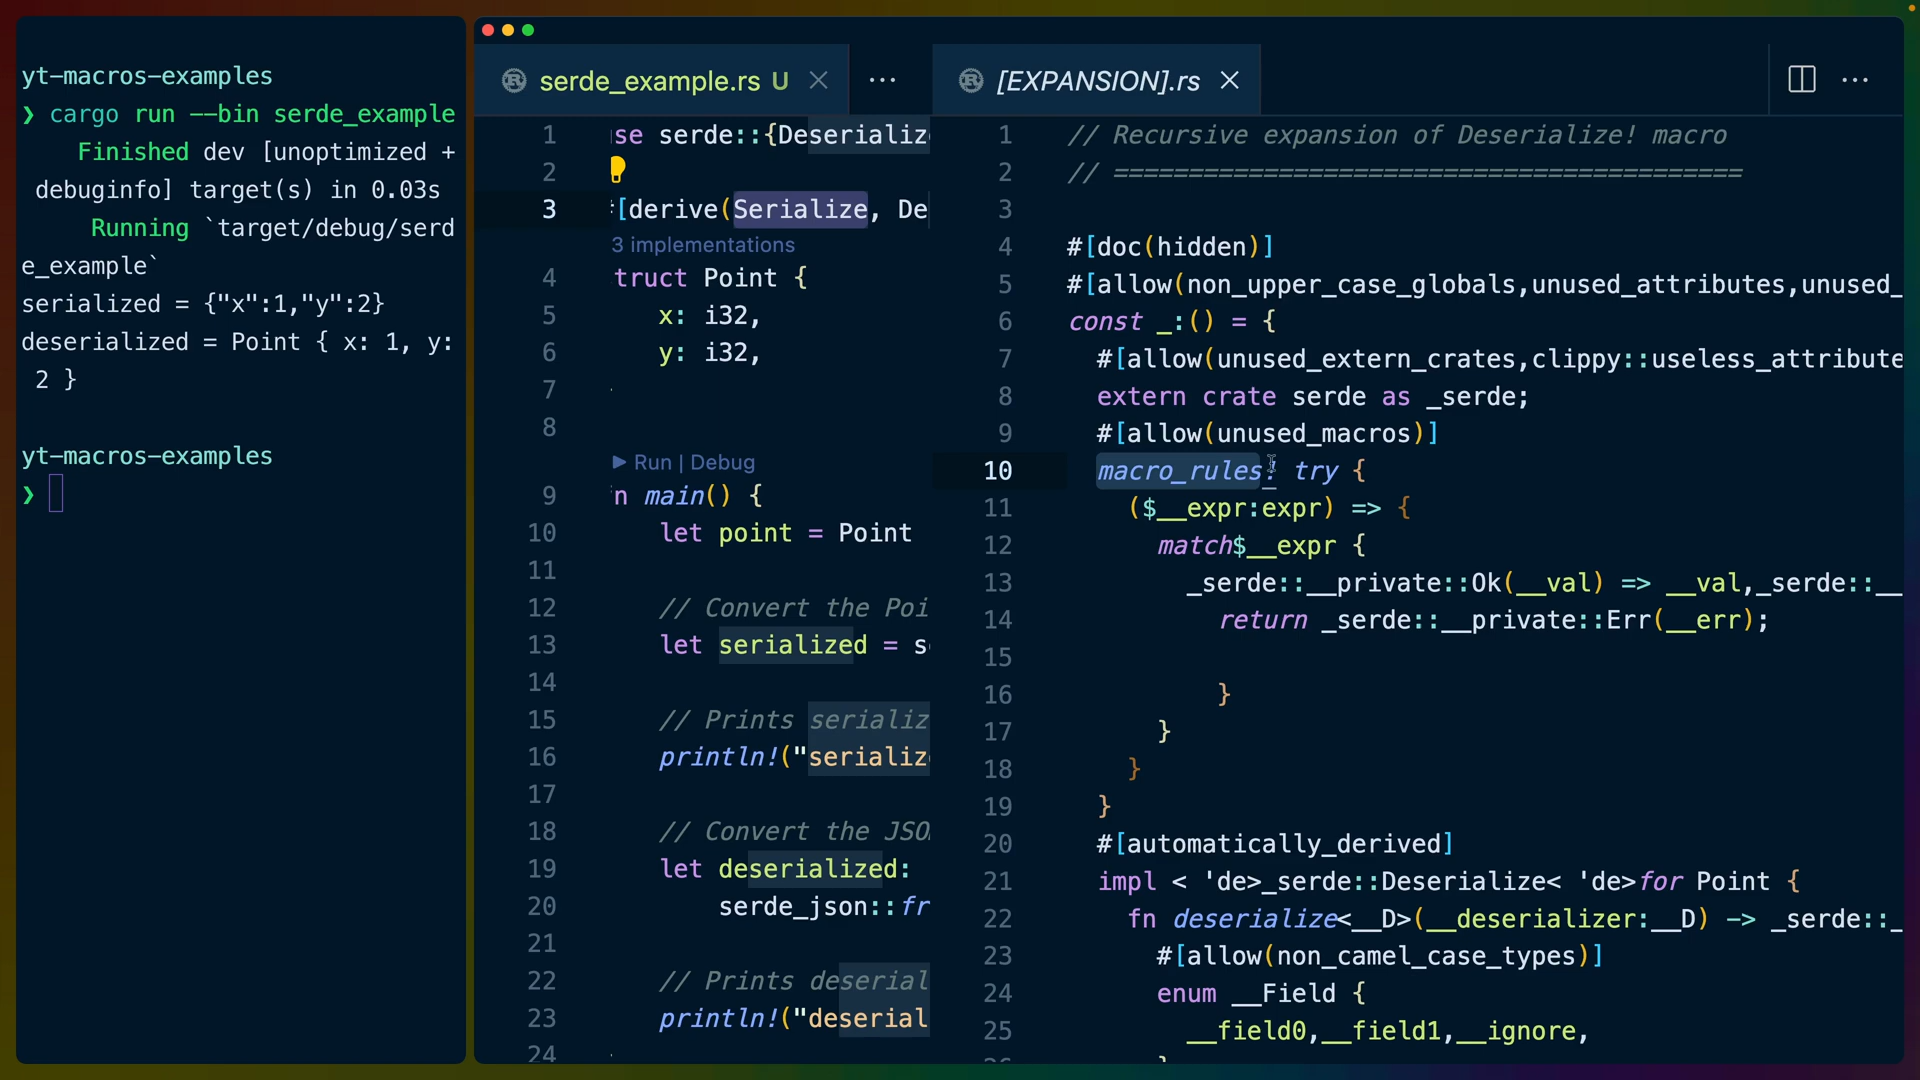 yt-macros-examples
❯ cargo run --bin serde_example
Finished dev [unoptimized +
debuginfo] target(s) in 0.03s
Running `target/debug/serd
e_example`
serialized = {"x":1,"y":2}
deserialized = Point { x: 1, y:
2 }
yt-macros-examples
❯
serde_example.rs U
1 use serde::{Deserializ
2
3 #[derive(Serialize, De
3 implementations
4 truct Point {
5 x: i32,
6 y: i32,
7
8
▶ Run | Debug
9 n main() {
10 let point = Point
11
12 // Convert the Poi
13 let serialized = s
14
15 // Prints serializ
16 println!("serializ
17
18 // Convert the JSO
19 let deserialized:
20 serde_json::fr
21
22 // Prints deserial
23 println!("deserial
24
[EXPANSION].rs
1 // Recursive expansion of Deserialize! macro
2 // ==========================================
3
4 #[doc(hidden)]
5 #[allow(non_upper_case_globals,unused_attributes,unused_
6 const _:() = {
7 #[allow(unused_extern_crates,clippy::useless_attribute
8 extern crate serde as _serde;
9 #[allow(unused_macros)]
10 macro_rules! try {
11 ($__expr:expr) => {
12 match$__expr {
13 _serde::__private::Ok(__val) => __val,_serde::__
14 return _serde::__private::Err(__err);
15
16 }
17 }
18 }
19 }
20 #[automatically_derived]
21 impl < 'de>_serde::Deserialize< 'de>for Point {
22 fn deserialize<__D>(__deserializer:__D) -> _serde::_
23 #[allow(non_camel_case_types)]
24 enum __Field {
25 __field0,__field1,__ignore,